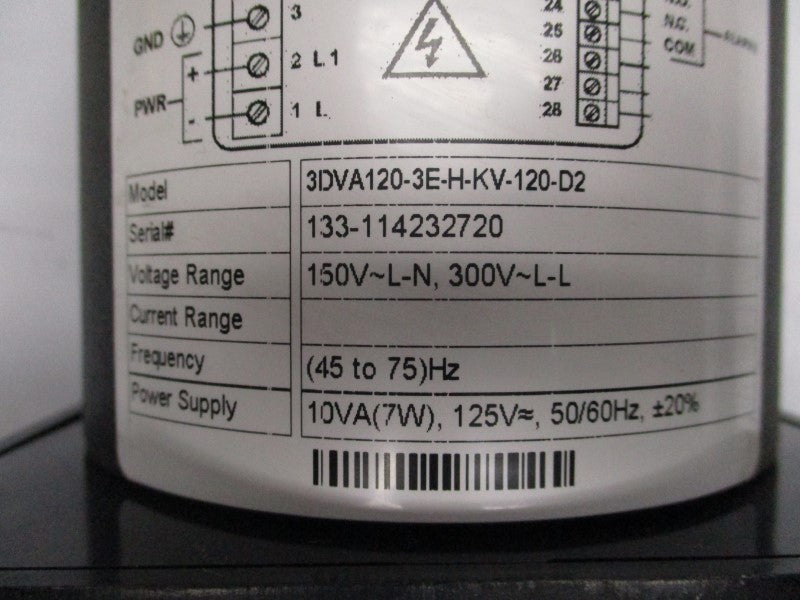 24
3
N.C.
GND
25
COM
2 L1
26
+
27
PWR
-
1 L
28
Model 3DVA120-3E-H-KV-120-D2
Serial# 133-114232720
Voltage Range 150V~L-N, 300V~L-L
Current Range
Frequency (45 to 75)Hz
Power Supply 10VA(7W), 125V≂, 50/60Hz, ±20%